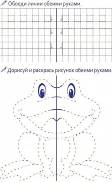 Обведи линии обеими руками.
Дорисуй и раскрась рисунок обеими руками.